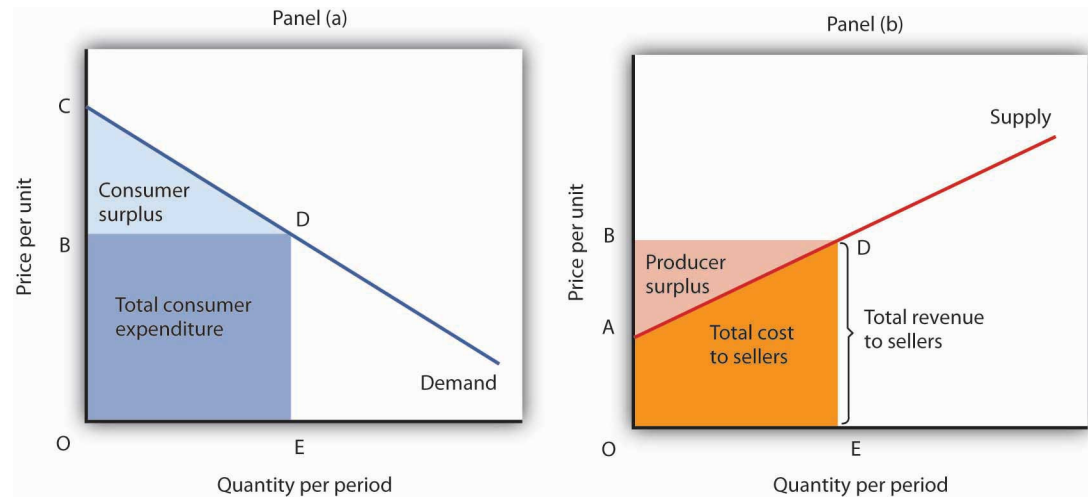 Panel (a)
C
Price per unit
Consumer
surplus
D
B
Total consumer
expenditure
Demand
O
E
Quantity per period
Panel (b)
Supply
Price per unit
B
D
Producer
surplus
A
Total cost
to sellers
Total revenue
to sellers
O
E
Quantity per period